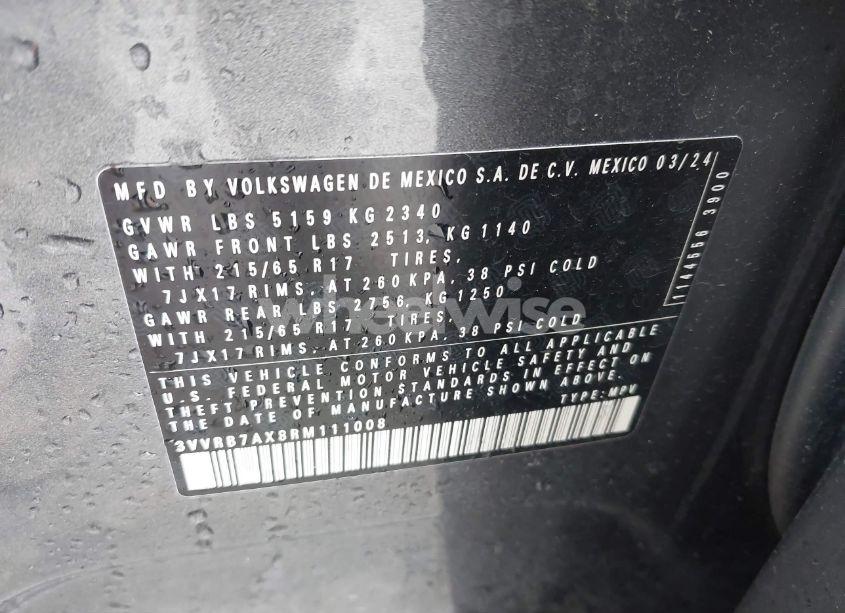 MFD BY VOLKSWAGEN DE MEXICO S.A. DE C.V. MEXICO 03/24
GVWR LBS 5159 KG 2340
GAWR FRONT LBS 2513, KG 1140
WITH 215/65 R17 TIRES,
7JX17 RIMS, AT 260 KPA, 38 PSI COLD
GAWR REAR LBS 2756, KG 1250
WITH 215/65 R17 TIRES,
7JX17 RIMS, AT 260 KPA, 38 PSI COLD
THIS VEHICLE CONFORMS TO ALL APPLICABLE
U.S. FEDERAL MOTOR VEHICLE SAFETY AND
THEFT PREVENTION STANDARDS IN EFFECT ON
THE DATE OF MANUFACTURE SHOWN ABOVE.
3VVRB7AX8RM111008 TYPE: MPV
1114666 3900
wheelwise